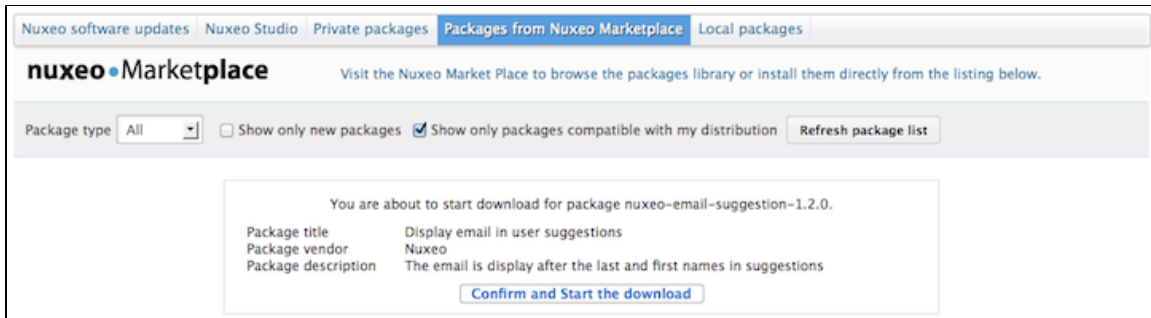 Nuxeo software updates Nuxeo Studio Private packages Packages from Nuxeo Marketplace Local packages
nuxeo•Marketplace Visit the Nuxeo Market Place to browse the packages library or install them directly from the listing below.
Package type All Show only new packages Show only packages compatible with my distribution Refresh package list
You are about to start download for package nuxeo-email-suggestion-1.2.0.
Package title Display email in user suggestions
Package vendor Nuxeo
Package description The email is display after the last and first names in suggestions
Confirm and Start the download